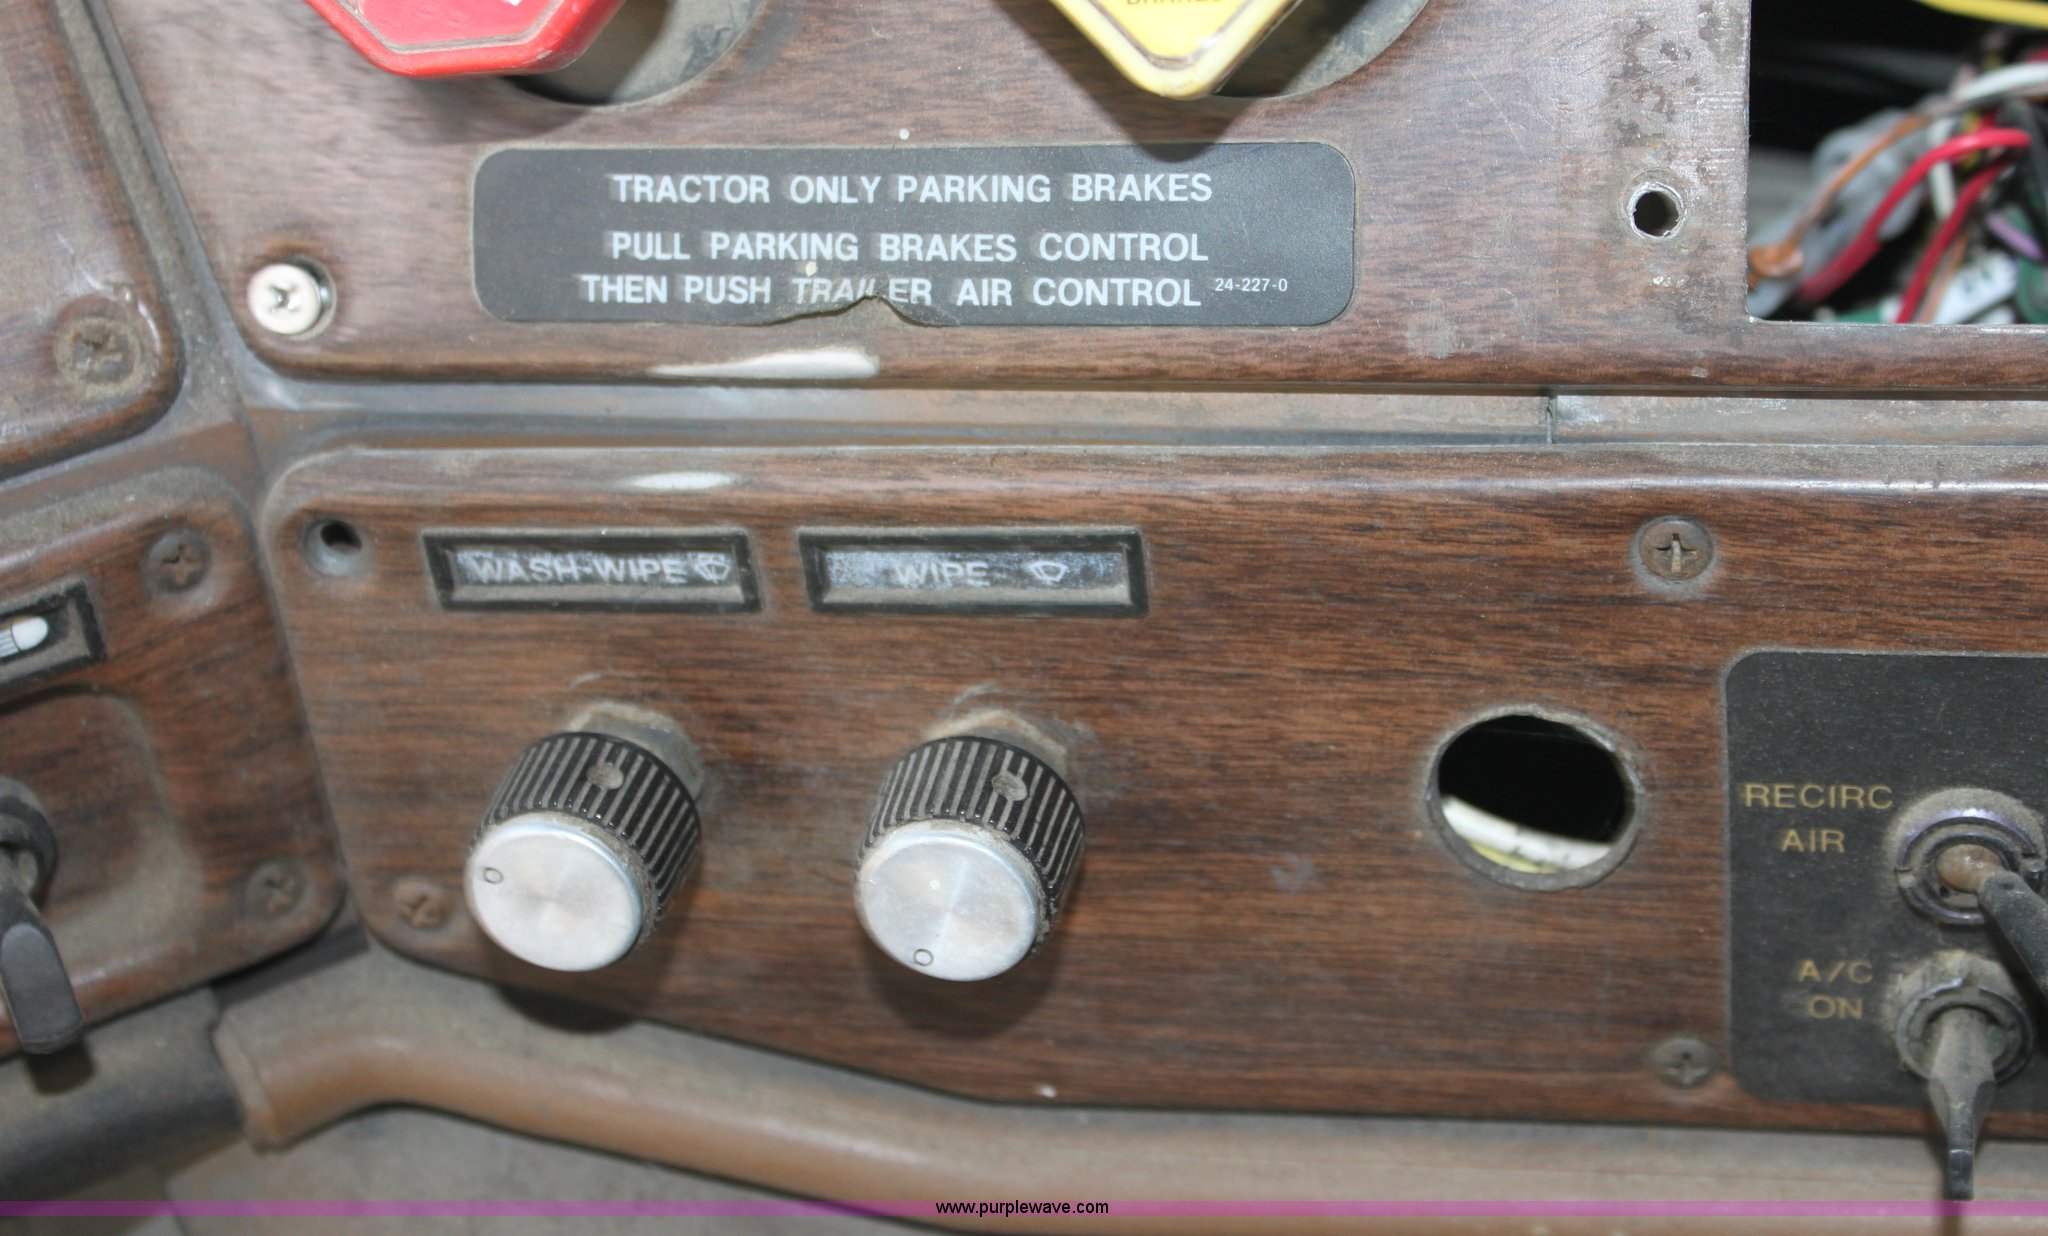 BRAKES
TRACTOR ONLY PARKING BRAKES
PULL PARKING BRAKES CONTROL
THEN PUSH TRAILER AIR CONTROL 24-227-0
WASH-WIPE
WIPE
RECIRC
AIR
A/C
ON
O
O
www.purplewave.com